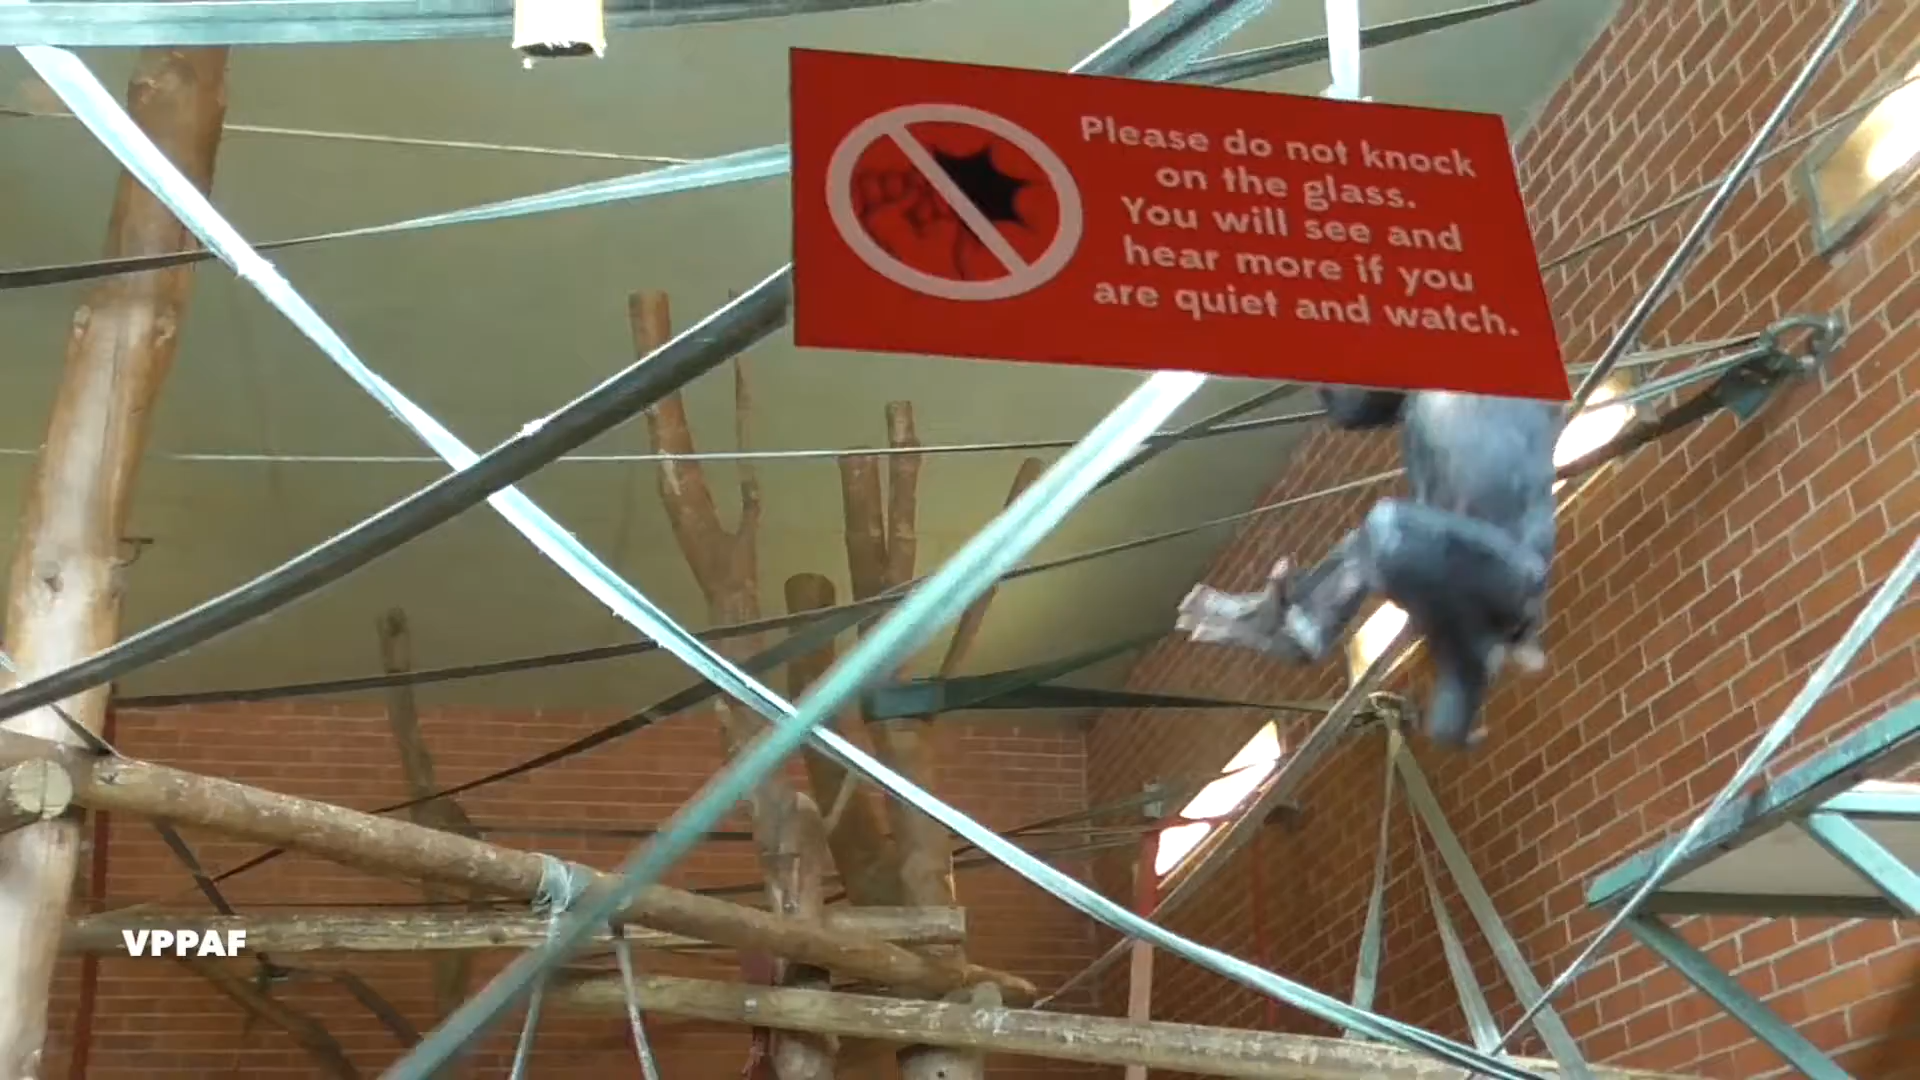 Please do not knock
on the glass.
You will see and
hear more if you
are quiet and watch.
VPPAF